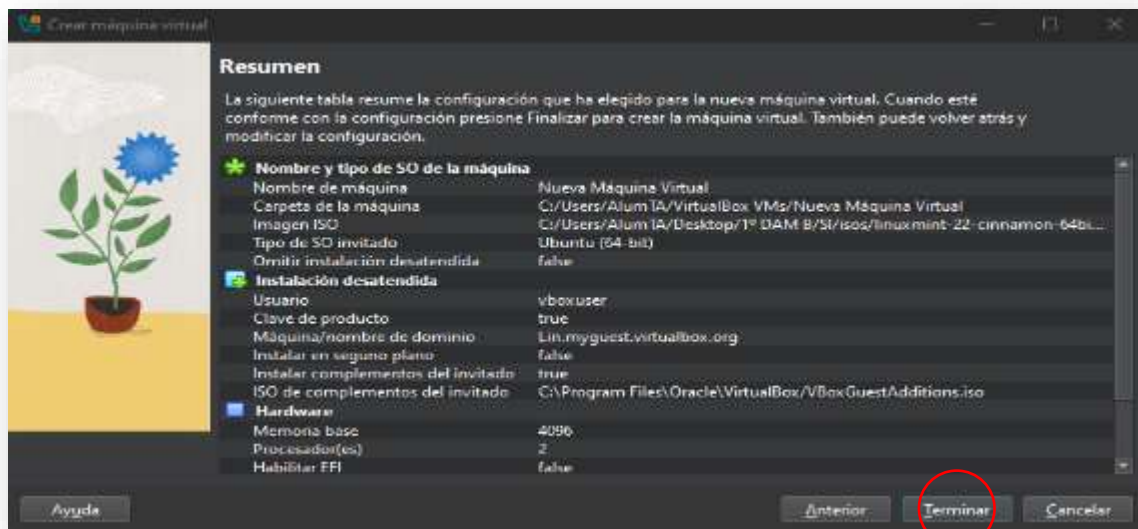 Crear máquina virtual
Resumen
La siguiente tabla resume la configuración que ha elegido para la nueva máquina virtual. Cuando esté
conforme con la configuración presione Finalizar para crear la máquina virtual. También puede volver atrás y
modificar la configuración.
Nombre y tipo de SO de la máquina
Nombre de máquina Nueva Máquina Virtual
Carpeta de la máquina C:/Users/AlumTA/VirtualBox VMs/Nueva Máquina Virtual
Imagen ISO C:/Users/AlumTA/Desktop/1º DAM B/SI/isos/linuxmint-22-cinnamon-64bi...
Tipo de SO invitado Ubuntu (64-bit)
Omitir instalación desatendida false
Instalación desatendida
Usuario vboxuser
Clave de producto true
Máquina/nombre de dominio Lin.myguest.virtualbox.org
Instalar en seguno plano false
Instalar complementos del invitado true
ISO de complementos del invitado C:\Program Files\Oracle\VirtualBox/VBoxGuestAdditions.iso
Hardware
Memoria base 4096
Procesador(es) 2
Habilitar EFI false
Ayuda Anterior Terminar Cancelar